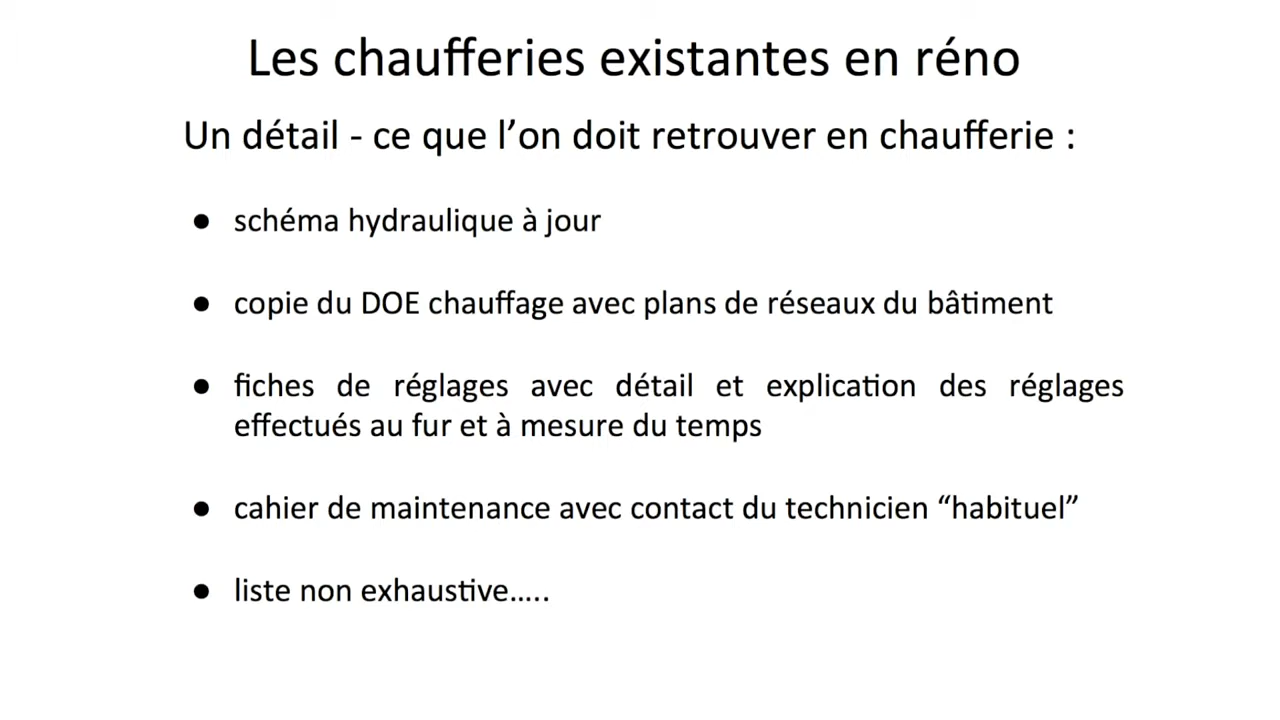 Les chaufferies existantes en réno
Un détail - ce que l’on doit retrouver en chaufferie :
● schéma hydraulique à jour
● copie du DOE chauffage avec plans de réseaux du bâtiment
● fiches de réglages avec détail et explication des réglages
effectués au fur et à mesure du temps
● cahier de maintenance avec contact du technicien “habituel”
● liste non exhaustive…..